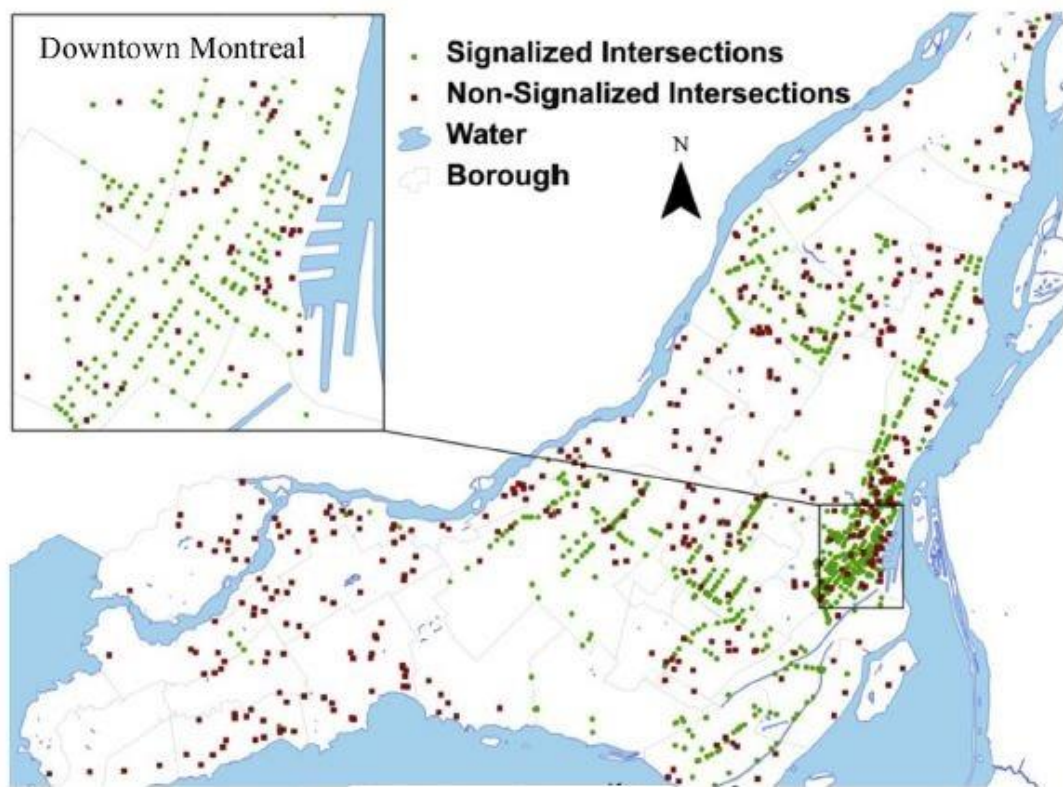 Downtown Montreal
Signalized Intersections
Non-Signalized Intersections
Water
Borough
N